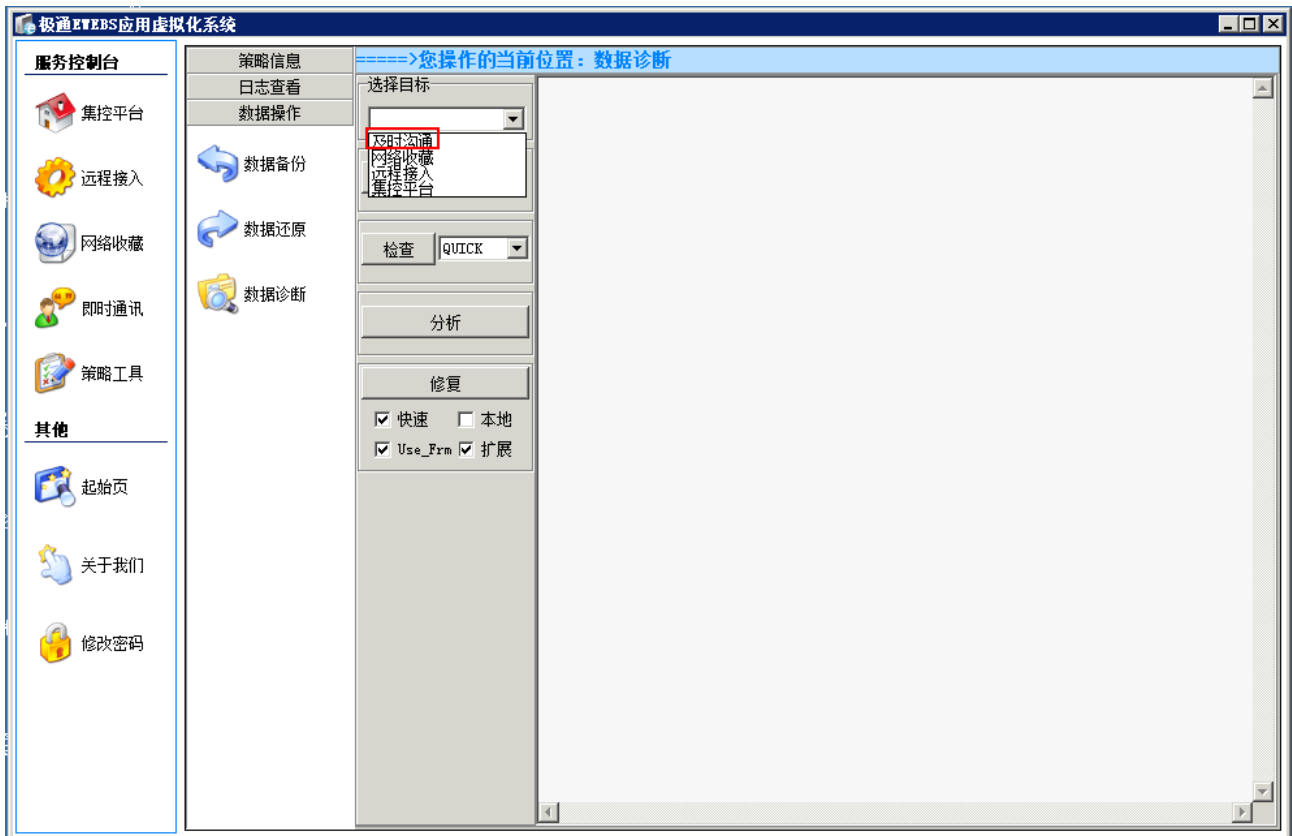 极通EWEBS应用虚拟化系统
服务控制台
集控平台
远程接入
网络收藏
即时通讯
策略工具
其他
起始页
关于我们
修改密码
策略信息
日志查看
数据操作
数据备份
数据还原
数据诊断
=====>您操作的当前位置：数据诊断
选择目标
及时沟通
网络收藏
远程接入
集控平台
检查 QUICK
分析
修复
快速 本地
Use_Frm 扩展